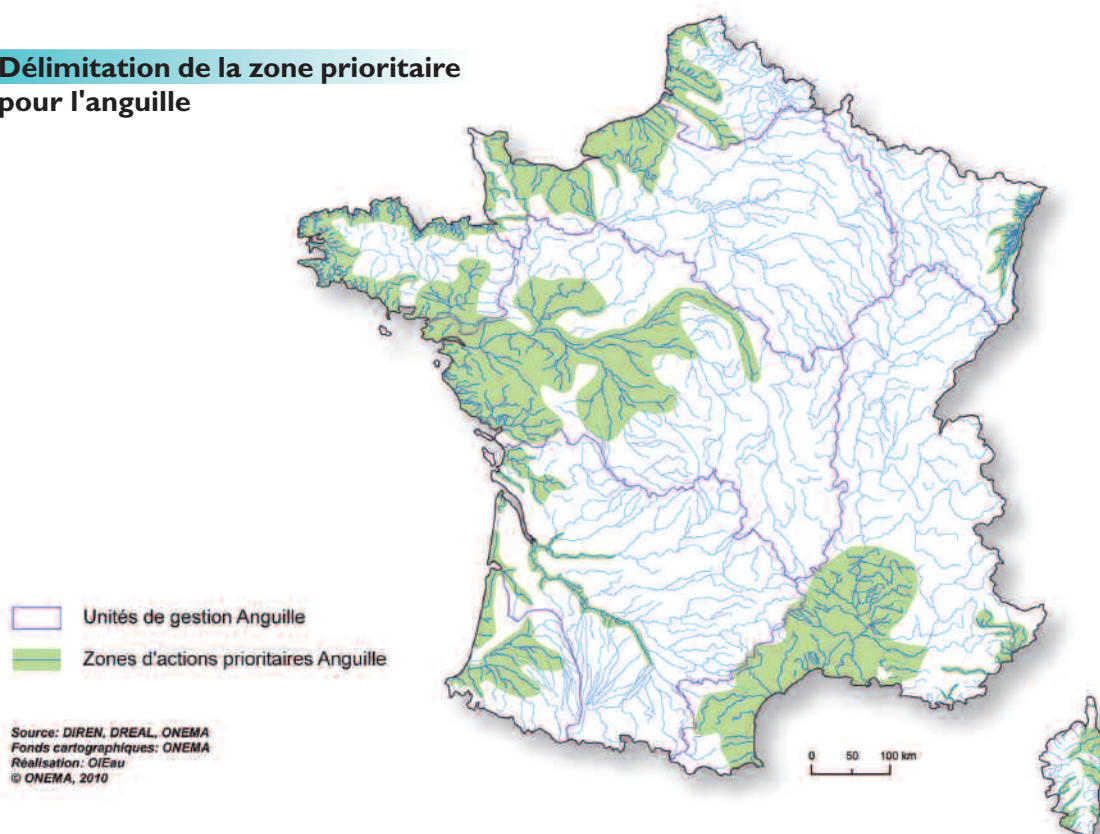 Délimitation de la zone prioritaire
pour l'anguille
Unités de gestion Anguille
Zones d'actions prioritaires Anguille
Source: DIREN, DREAL, ONEMA
Fonds cartographiques: ONEMA
Réalisation: OIEau
© ONEMA, 2010
0 50 100 km